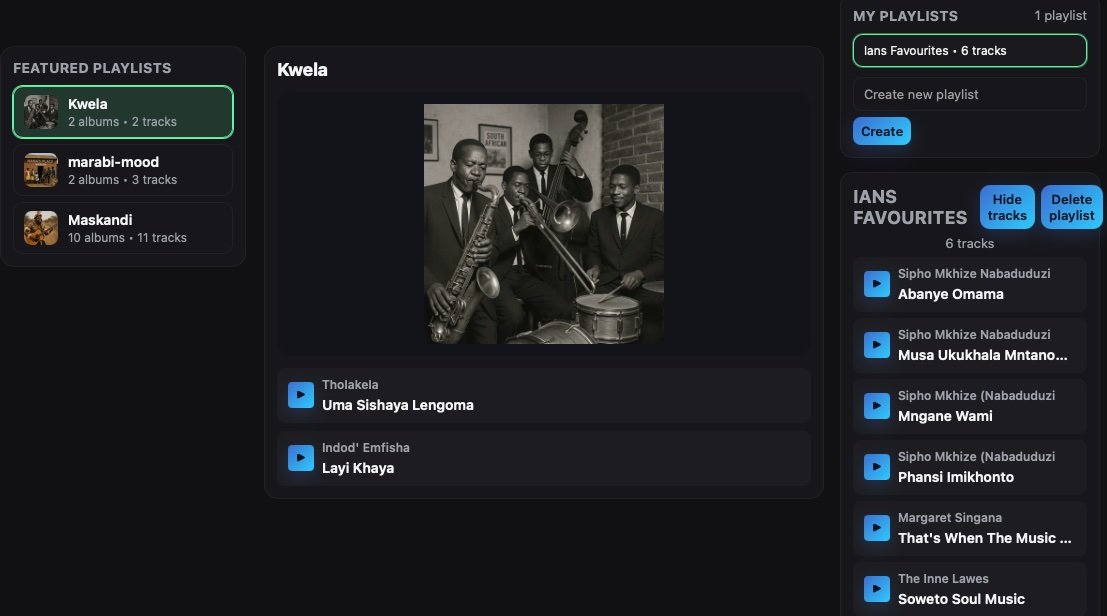 FEATURED PLAYLISTS
Kwela
2 albums • 2 tracks
marabi-mood
2 albums • 3 tracks
Maskandi
10 albums • 11 tracks
Kwela
SOUTH
AFRICAN
Tholakela
Uma Sishaya Lengoma
Indod' Emfisha
Layi Khaya
MY PLAYLISTS
1 playlist
Ians Favourites • 6 tracks
Create new playlist
Create
IANS
FAVOURITES
Hide
tracks
Delete
playlist
6 tracks
Sipho Mkhize Nabaduduzi
Abanye Omama
Sipho Mkhize Nabaduduzi
Musa Ukukhala Mntano...
Sipho Mkhize (Nabaduduzi
Mngane Wami
Sipho Mkhize (Nabaduduzi
Phansi Imikhonto
Margaret Singana
That's When The Music ...
The Inne Lawes
Soweto Soul Music